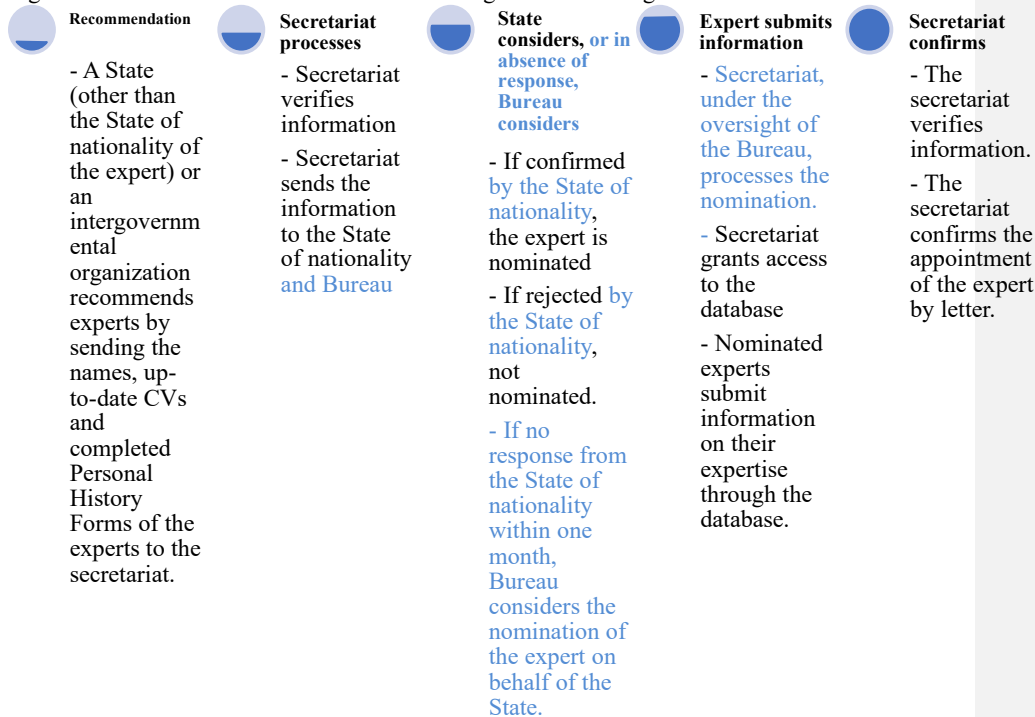 Recommendation
- A State
(other than
the State of
nationality of
the expert) or
an
intergovernm
ental
organization
recommends
experts by
sending the
names, up-
to-date CVs
and
completed
Personal
History
Forms of the
experts to the
secretariat.
Secretariat
processes
- Secretariat
verifies
information
- Secretariat
sends the
information
to the State
of nationality
and Bureau
State
considers, or in
absence of
response,
Bureau
considers
- If confirmed
by the State of
nationality,
the expert is
nominated
- If rejected by
the State of
nationality,
not
nominated.
- If no
response from
the State of
nationality
within one
month,
Bureau
considers the
nomination of
the expert on
behalf of the
State.
Expert submits
information
- Secretariat,
under the
oversight of
the Bureau,
processes the
nomination.
- Secretariat
grants access
to the
database
- Nominated
experts
submit
information
on their
expertise
through the
database.
Secretariat
confirms
- The
secretariat
verifies
information.
- The
secretariat
confirms the
appointment
of the expert
by letter.